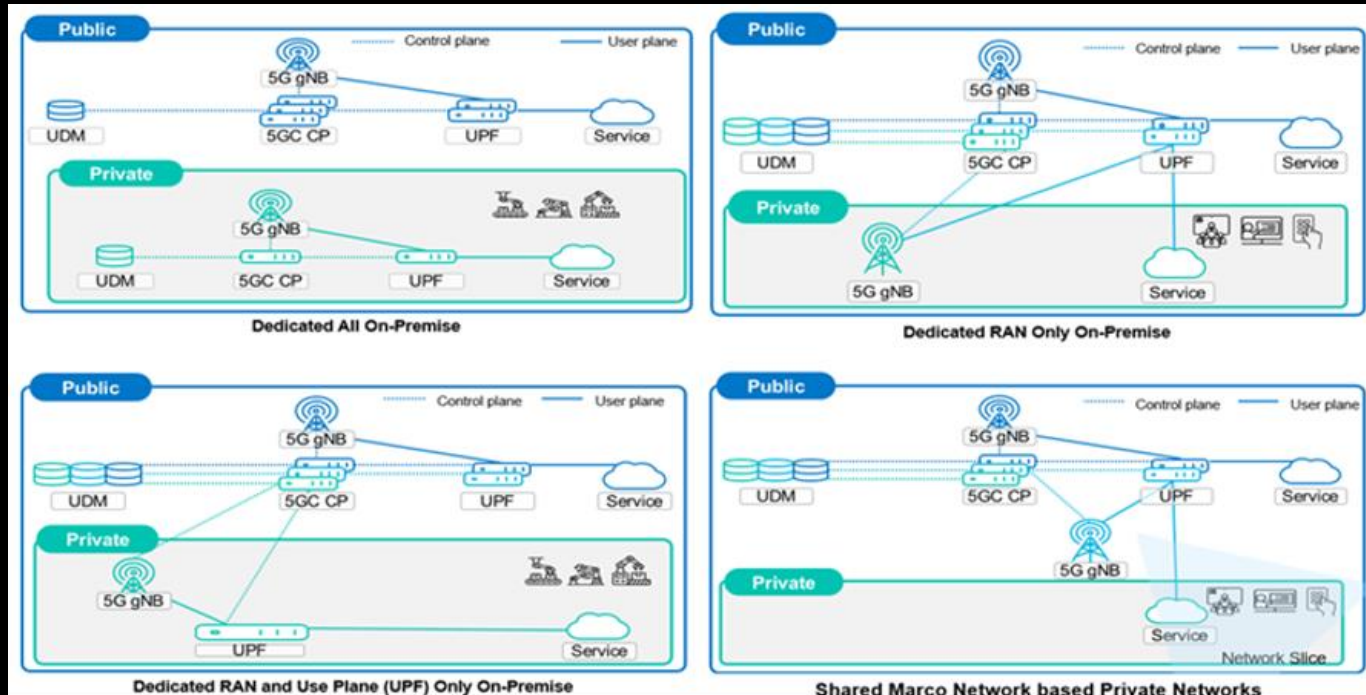 Public
Control plane
User plane
5G gNB
UDM
5GC CP
UPF
Service
Private
5G gNB
UDM
5GC CP
UPF
Service
Dedicated All On-Premise
Public
Control plane
User plane
5G gNB
UDM
5GC CP
UPF
Service
Private
5G gNB
Service
Dedicated RAN Only On-Premise
Public
Control plane
User plane
5G gNB
UDM
5GC CP
UPF
Service
Private
5G gNB
UPF
Service
Dedicated RAN and Use Plane (UPF) Only On-Premise
Public
Control plane
User plane
5G gNB
UDM
5GC CP
UPF
Service
5G gNB
Private
Service
Network Slice
Shared Marco Network based Private Networks